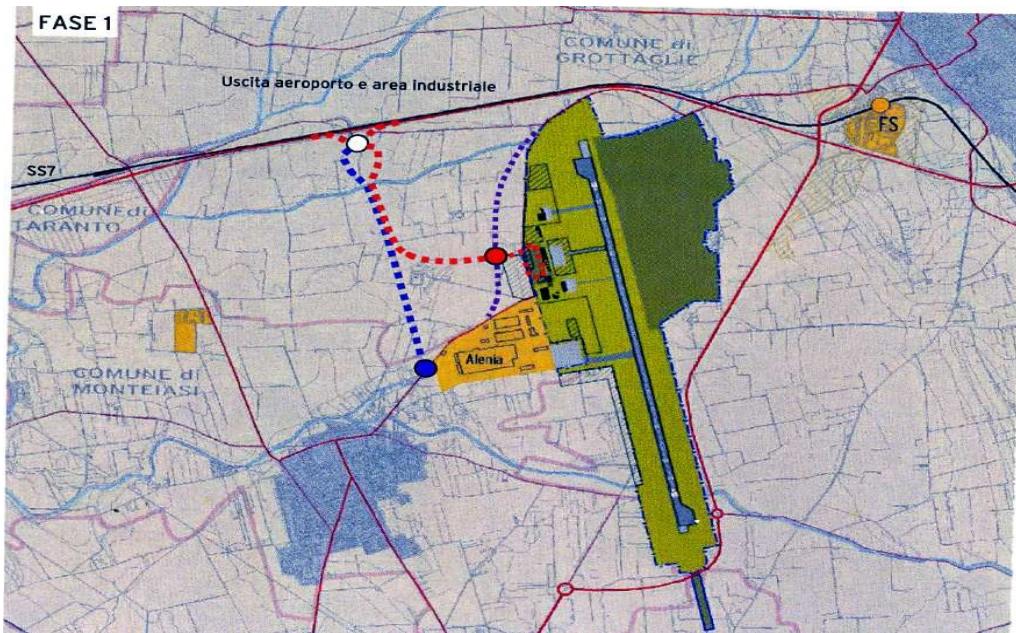 FASE 1
COMUNE di
GROTTAGLIE
Uscita aeroporto e area industriale
FS
SS7
COMUNE di
TARANTO
Alenia
COMUNE di
MONTEIASI